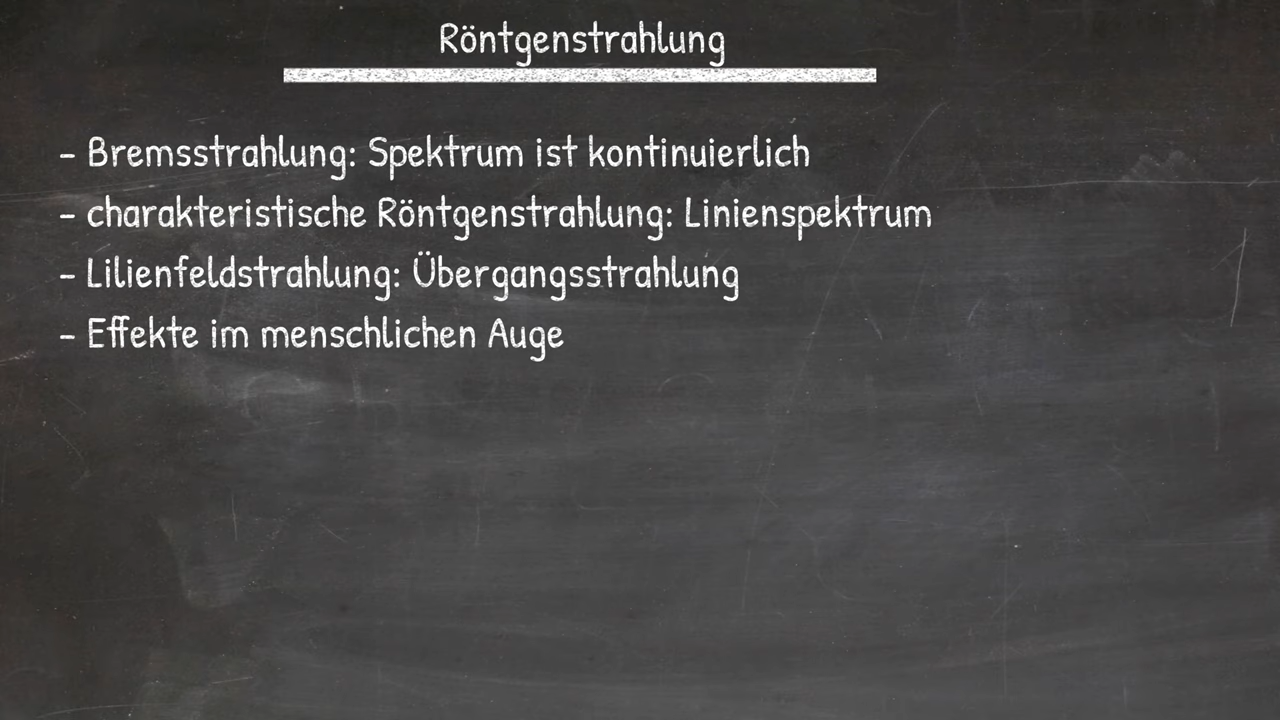 Röntgenstrahlung
- Bremsstrahlung: Spektrum ist kontinuierlich
- charakteristische Röntgenstrahlung: Linienspektrum
- Lilienfeldstrahlung: Übergangsstrahlung
- Effekte im menschlichen Auge